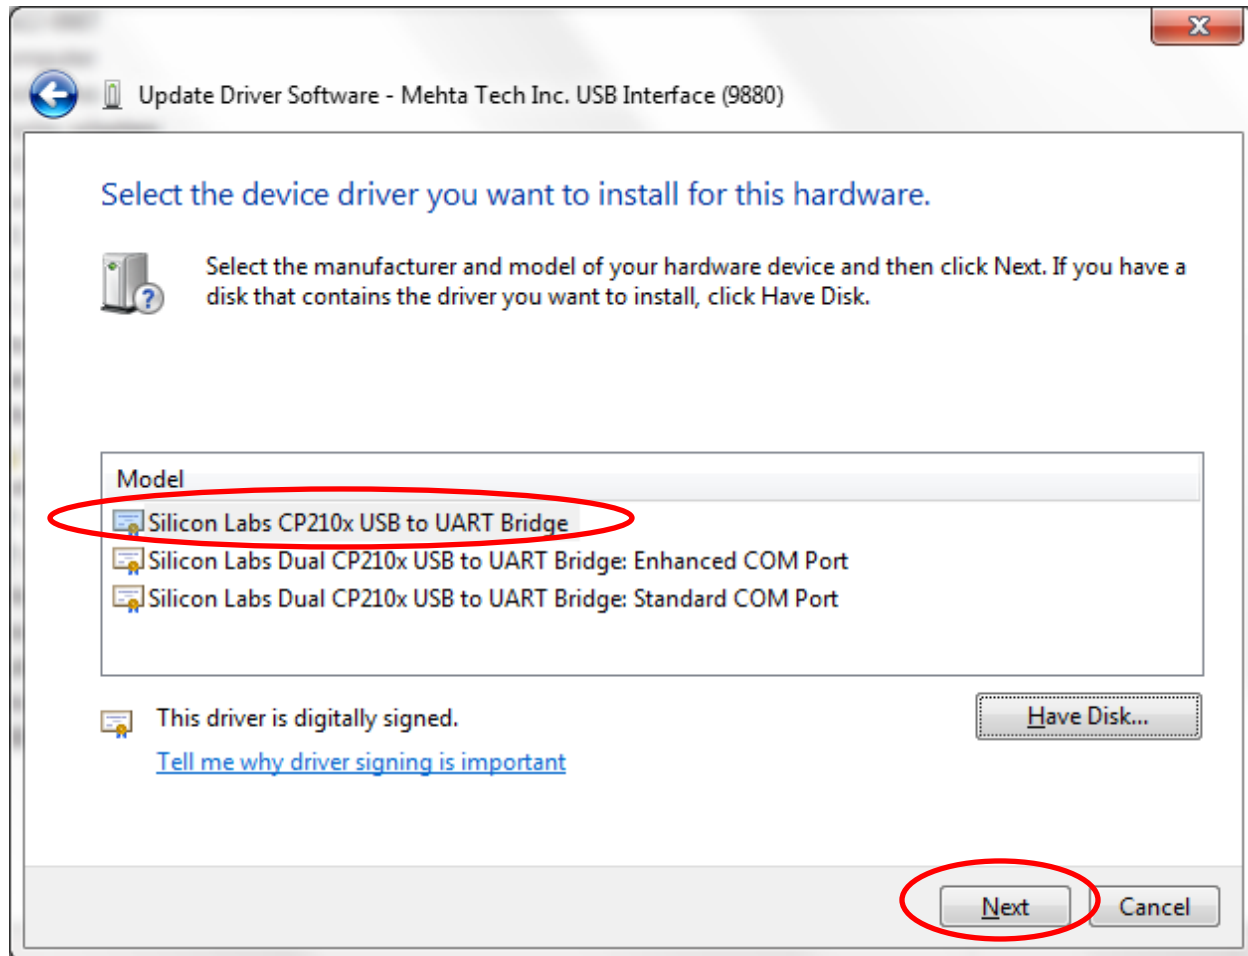 Update Driver Software - Mehta Tech Inc. USB Interface (9880)
Select the device driver you want to install for this hardware.
Select the manufacturer and model of your hardware device and then click Next. If you have a
disk that contains the driver you want to install, click Have Disk.
Model
Silicon Labs CP210x USB to UART Bridge
Silicon Labs Dual CP210x USB to UART Bridge: Enhanced COM Port
Silicon Labs Dual CP210x USB to UART Bridge: Standard COM Port
This driver is digitally signed.
Have Disk...
Tell me why driver signing is important
Next
Cancel